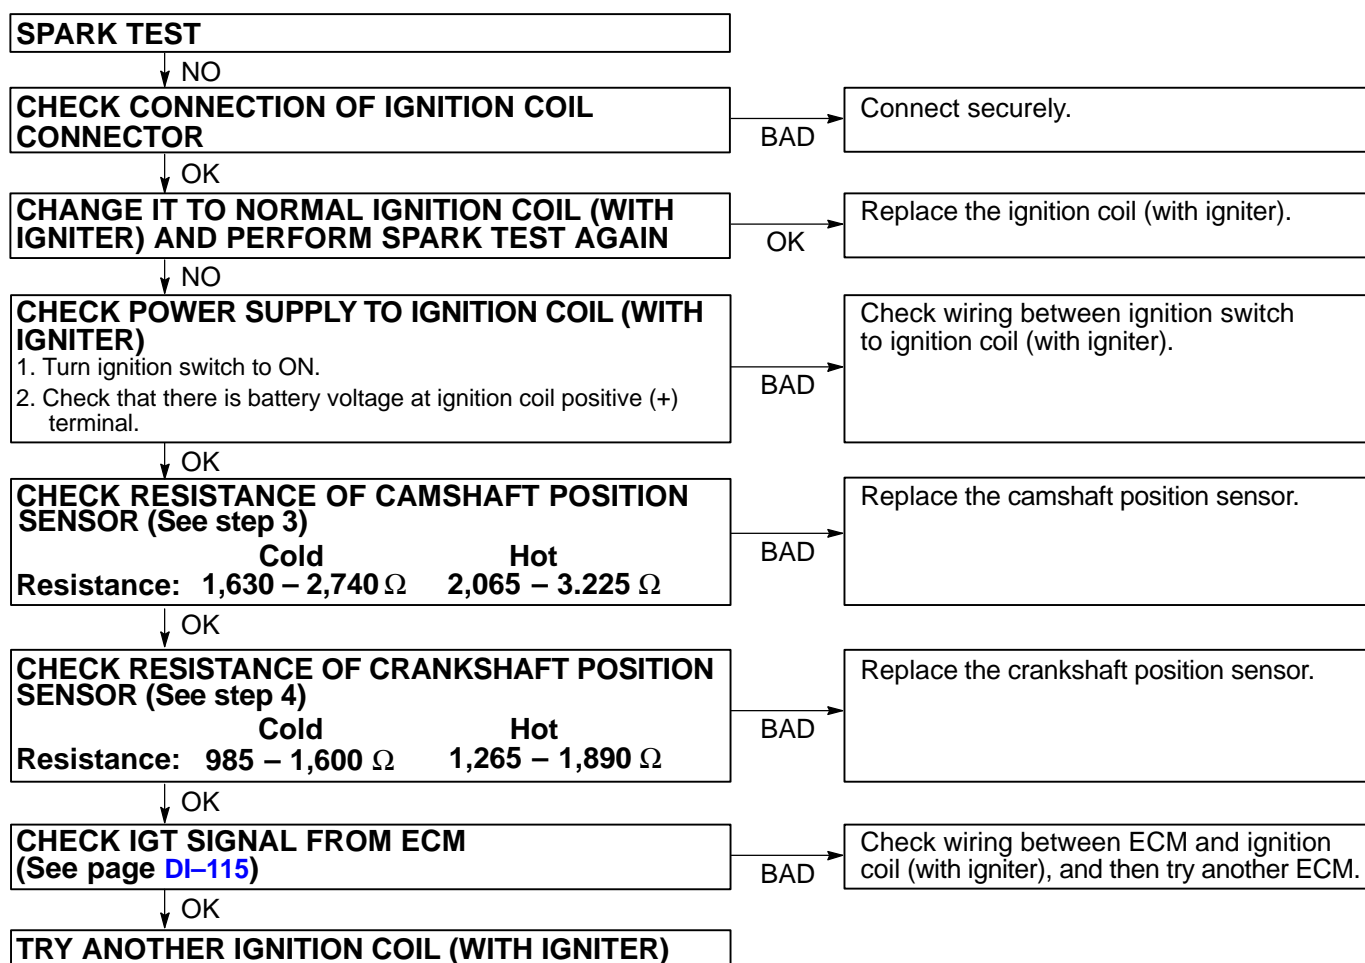 SPARK TEST
NO
CHECK CONNECTION OF IGNITION COIL
CONNECTOR
BAD
Connect securely.
OK
CHANGE IT TO NORMAL IGNITION COIL (WITH
IGNITER) AND PERFORM SPARK TEST AGAIN
OK
Replace the ignition coil (with igniter).
NO
CHECK POWER SUPPLY TO IGNITION COIL (WITH
IGNITER)
1. Turn ignition switch to ON.
2. Check that there is battery voltage at ignition coil positive (+)
terminal.
BAD
Check wiring between ignition switch
to ignition coil (with igniter).
OK
CHECK RESISTANCE OF CAMSHAFT POSITION
SENSOR (See step 3)
Cold Hot
Resistance: 1,630 – 2,740 Ω 2,065 – 3.225 Ω
BAD
Replace the camshaft position sensor.
OK
CHECK RESISTANCE OF CRANKSHAFT POSITION
SENSOR (See step 4)
Cold Hot
Resistance: 985 – 1,600 Ω 1,265 – 1,890 Ω
BAD
Replace the crankshaft position sensor.
OK
CHECK IGT SIGNAL FROM ECM
(See page DI–115)
BAD
Check wiring between ECM and ignition
coil (with igniter), and then try another ECM.
OK
TRY ANOTHER IGNITION COIL (WITH IGNITER)